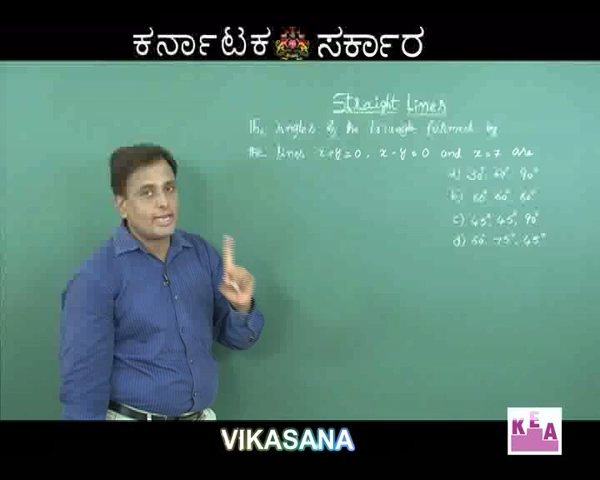 ಕರ್ನಾಟಕ ಸರ್ಕಾರ
Straight Lines
The angles of the triangle formed by
the lines x+y=0, x-y=0 and x=7 are
a) 30°, 60°, 90°
b) 60° 60° 60°
c) 45°, 45°, 90°
d) 60°, 75°, 45°
VIKASANA
KEA